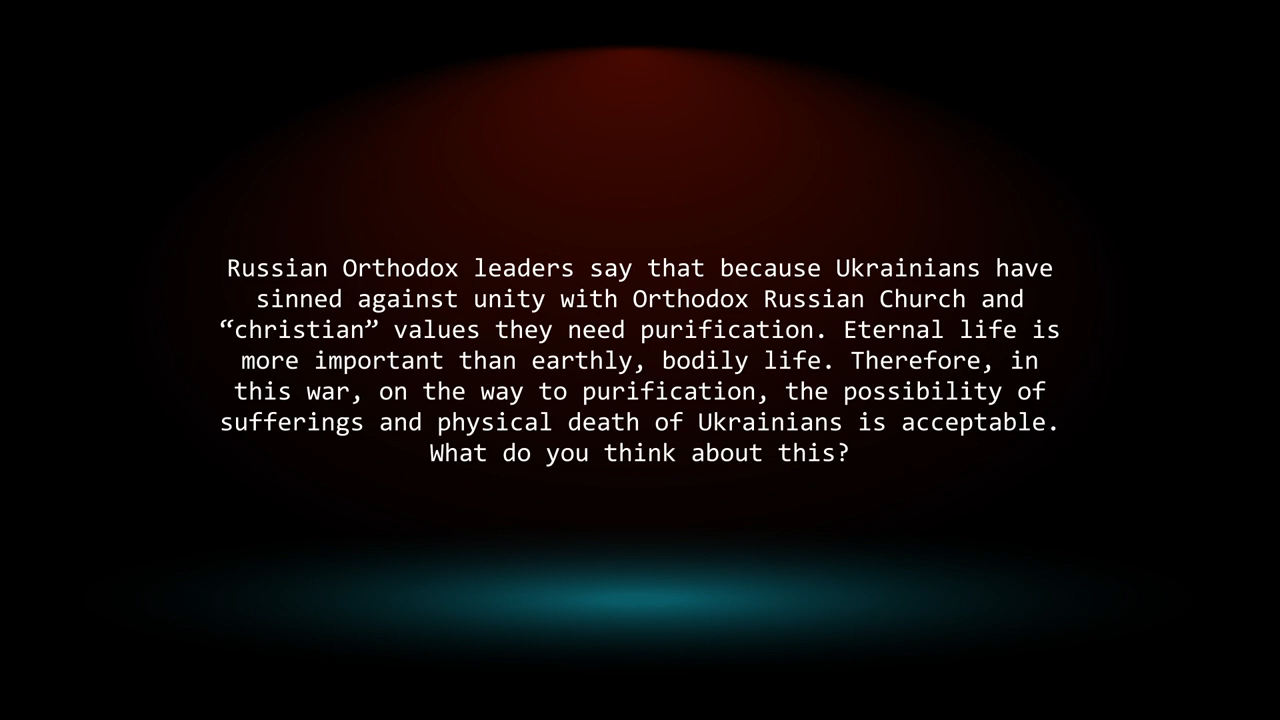 Russian Orthodox leaders say that because Ukrainians have
sinned against unity with Orthodox Russian Church and
“christian” values they need purification. Eternal life is
more important than earthly, bodily life. Therefore, in
this war, on the way to purification, the possibility of
sufferings and physical death of Ukrainians is acceptable.
What do you think about this?